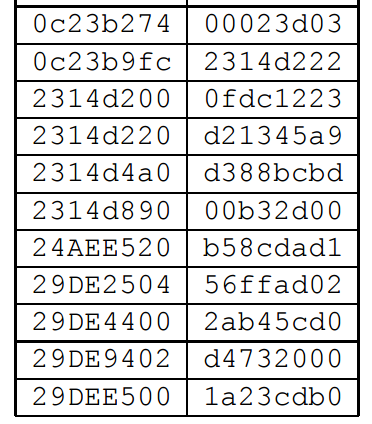 0c23b274 00023d03
0c23b9fc 2314d222
2314d200 0fdc1223
2314d220 d21345a9
2314d4a0 d388bcbd
2314d890 00b32d00
24AEE520 b58cdad1
29DE2504 56ffad02
29DE4400 2ab45cd0
29DE9402 d4732000
29DEE500 1a23cdb0